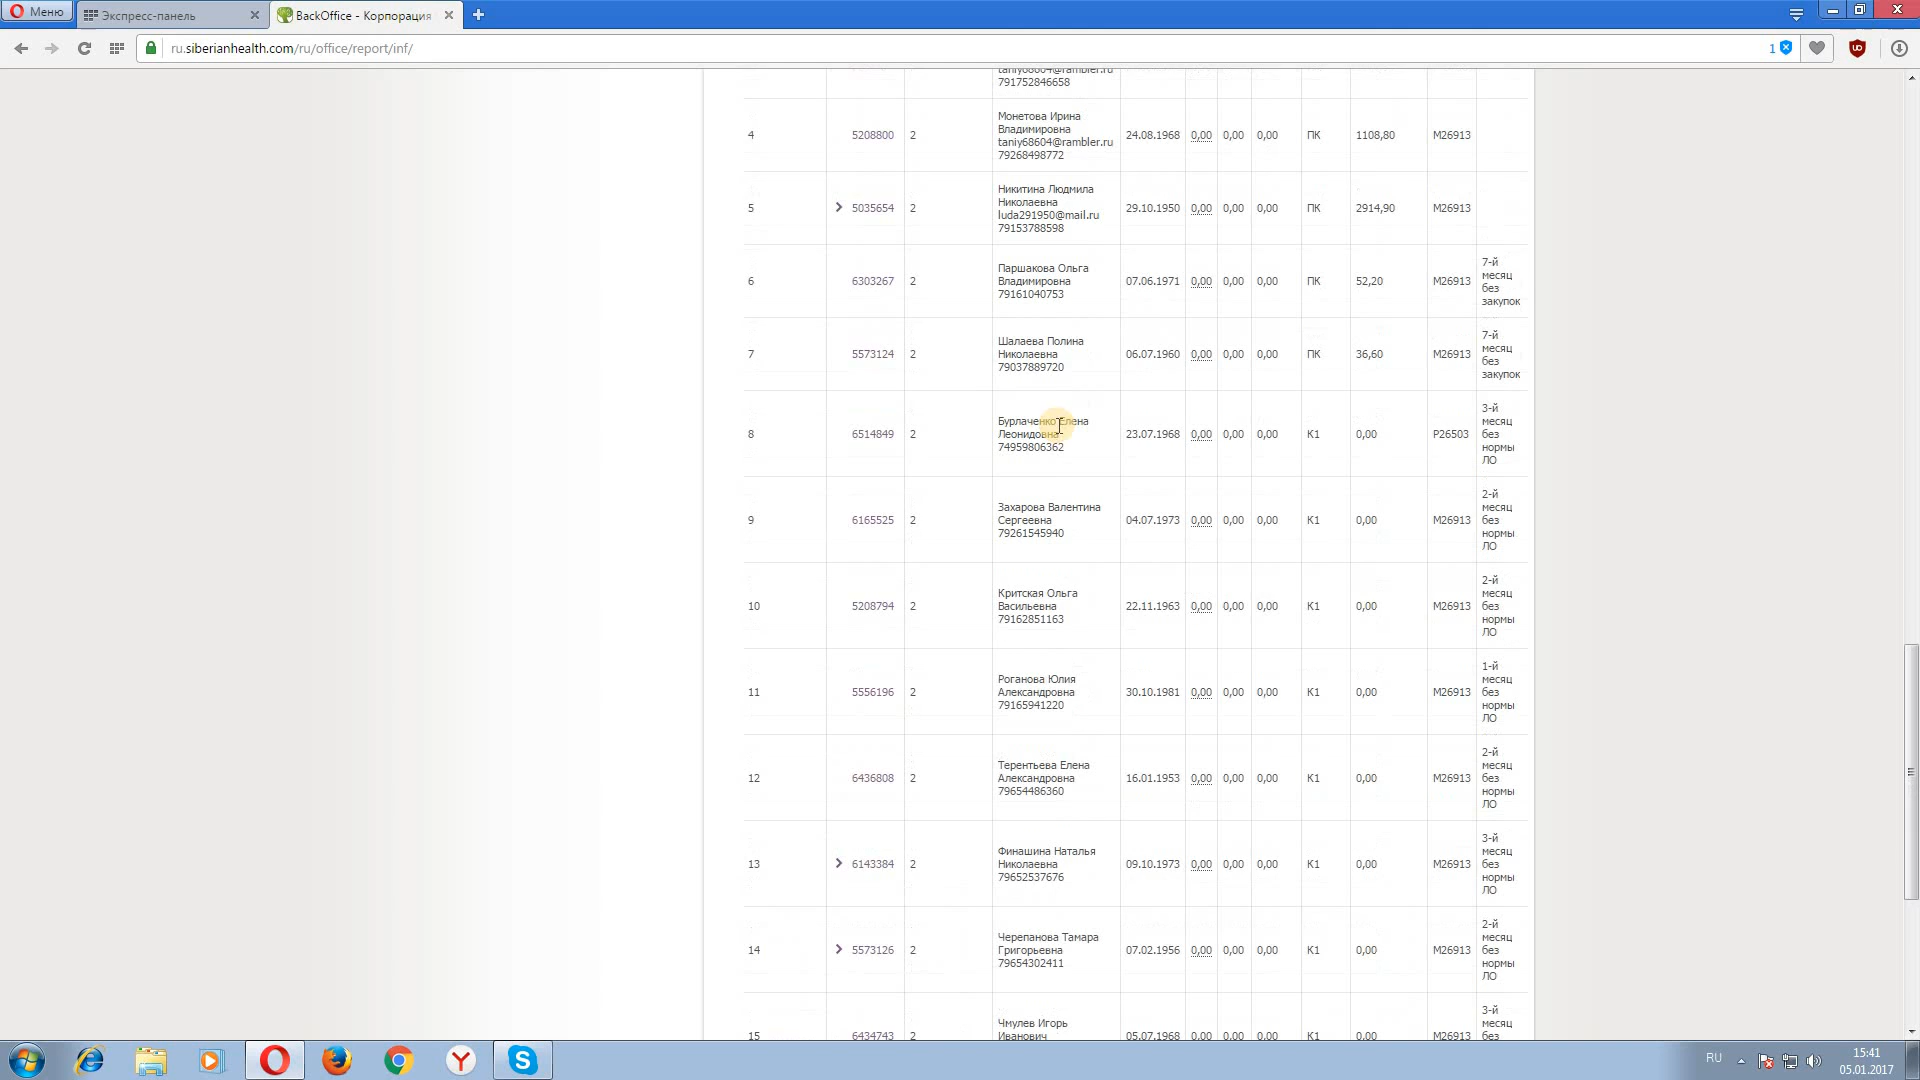 Меню
Экспресс-панель
BackOffice - Корпорация
ru.siberianhealth.com/ru/office/report/inf/
1
taniy68604@rambler.ru
791752846658
4 5208800 2 Монетова Ирина Владимировна taniy68604@rambler.ru 79268498772 24.08.1968 0,00 0,00 0,00 ПК 1108,80 M26913
5 5035654 2 Никитина Людмила Николаевна luda291950@mail.ru 79153788598 29.10.1950 0,00 0,00 0,00 ПК 2914,90 M26913
6 6303267 2 Паршакова Ольга Владимировна 79161040753 07.06.1971 0,00 0,00 0,00 ПК 52,20 M26913 7-й месяц без закупок
7 5573124 2 Шалаева Полина Николаевна 79037889720 06.07.1960 0,00 0,00 0,00 ПК 36,60 M26913 7-й месяц без закупок
8 6514849 2 Бурлаченко Елена Леонидовна 74959806362 23.07.1968 0,00 0,00 0,00 К1 0,00 P26503 3-й месяц без нормы ЛО
9 6165525 2 Захарова Валентина Сергеевна 79261545940 04.07.1973 0,00 0,00 0,00 К1 0,00 M26913 2-й месяц без нормы ЛО
10 5208794 2 Критская Ольга Васильевна 79162851163 22.11.1963 0,00 0,00 0,00 К1 0,00 M26913 2-й месяц без нормы ЛО
11 5556196 2 Роганова Юлия Александровна 79165941220 30.10.1981 0,00 0,00 0,00 К1 0,00 M26913 1-й месяц без нормы ЛО
12 6436808 2 Терентьева Елена Александровна 79654486360 16.01.1953 0,00 0,00 0,00 К1 0,00 M26913 2-й месяц без нормы ЛО
13 6143384 2 Финашина Наталья Николаевна 79652537676 09.10.1973 0,00 0,00 0,00 К1 0,00 M26913 3-й месяц без нормы ЛО
14 5573126 2 Черепанова Тамара Григорьевна 79654302411 07.02.1956 0,00 0,00 0,00 К1 0,00 M26913 2-й месяц без нормы ЛО
15 6434743 2 Чмулев Игорь Иванович 05.07.1968 0,00 0,00 0,00 К1 0,00 M26913 3-й месяц без
RU
15:41
05.01.2017